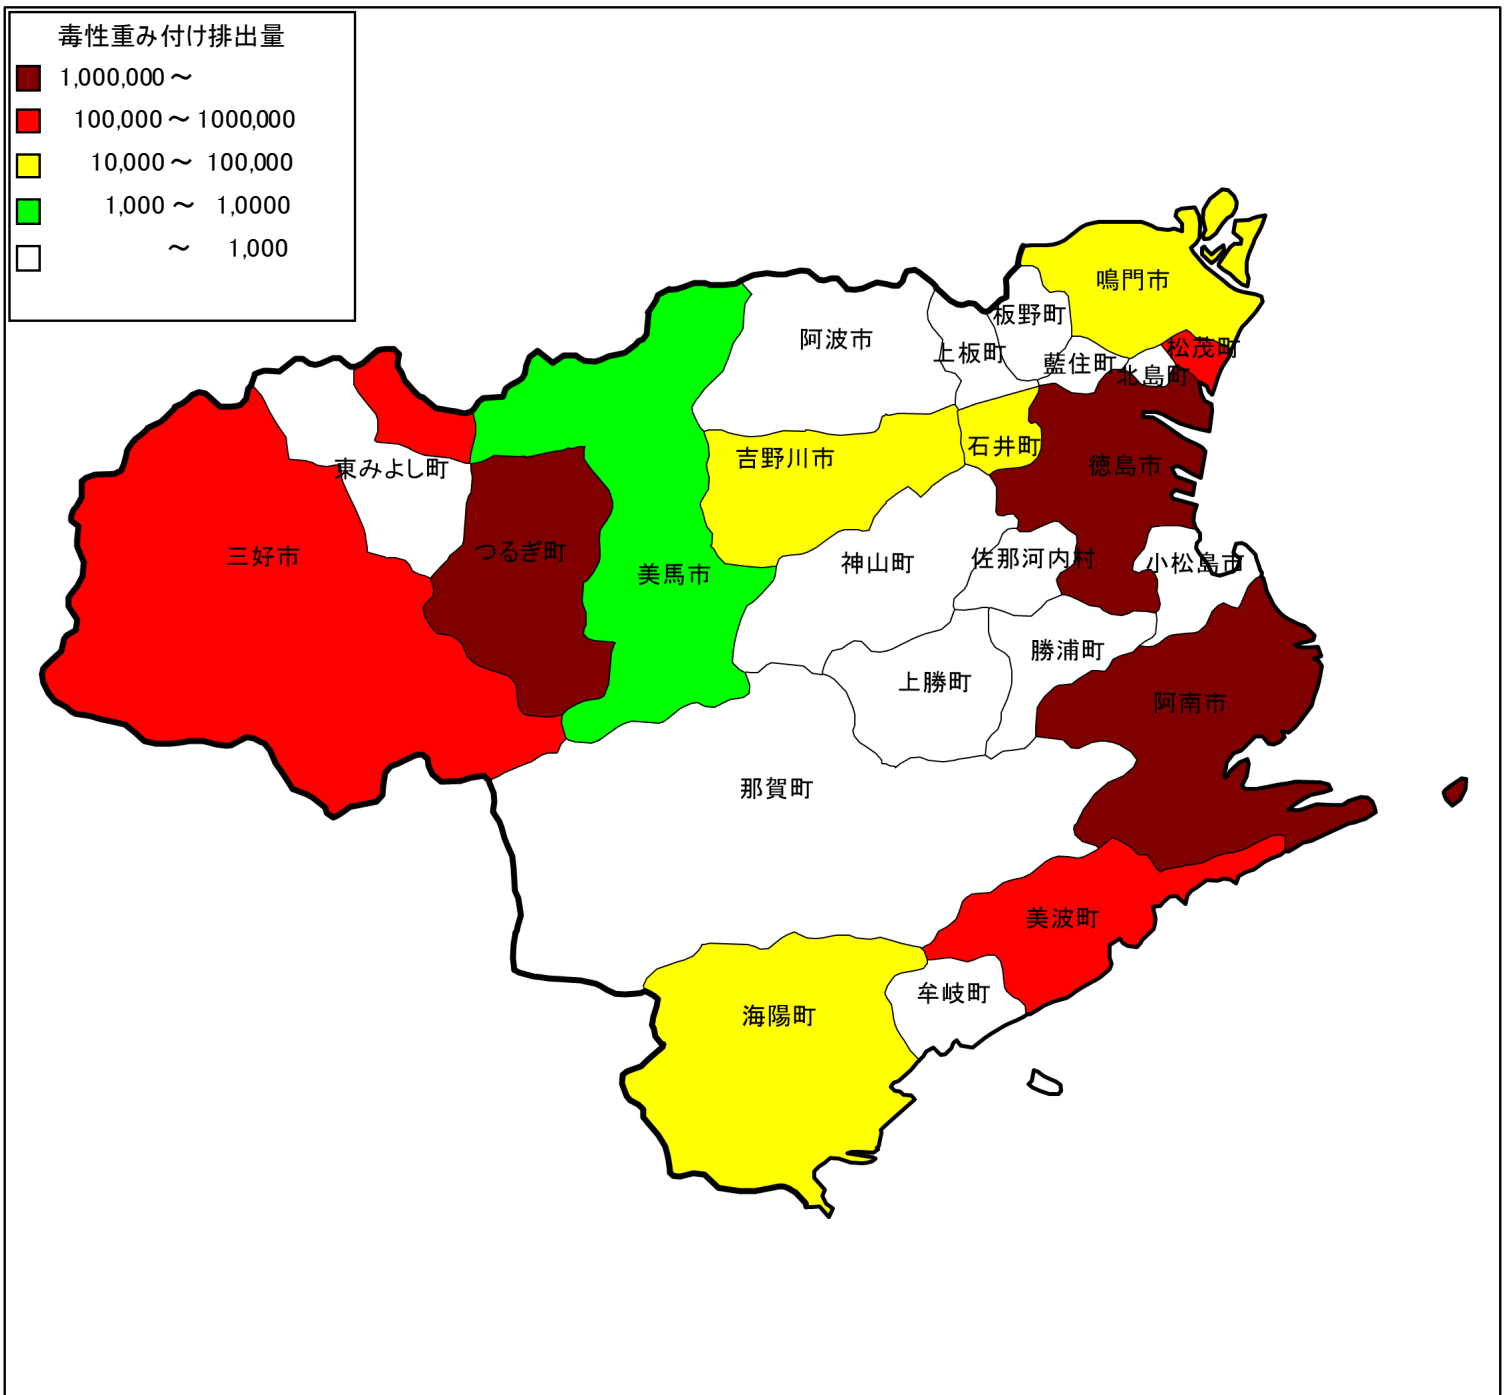 毒性重み付け排出量
1,000,000～
100,000～1000,000
10,000～ 100,000
1,000～ 1,0000
～ 1,000
鳴門市
板野町
阿波市
上板町
松茂町
藍住町
北島町
石井町
吉野川市
徳島市
東みよし町
つるぎ町
三好市
佐那河内村
神山町
小松島市
美馬市
勝浦町
上勝町
阿南市
那賀町
美波町
牟岐町
海陽町